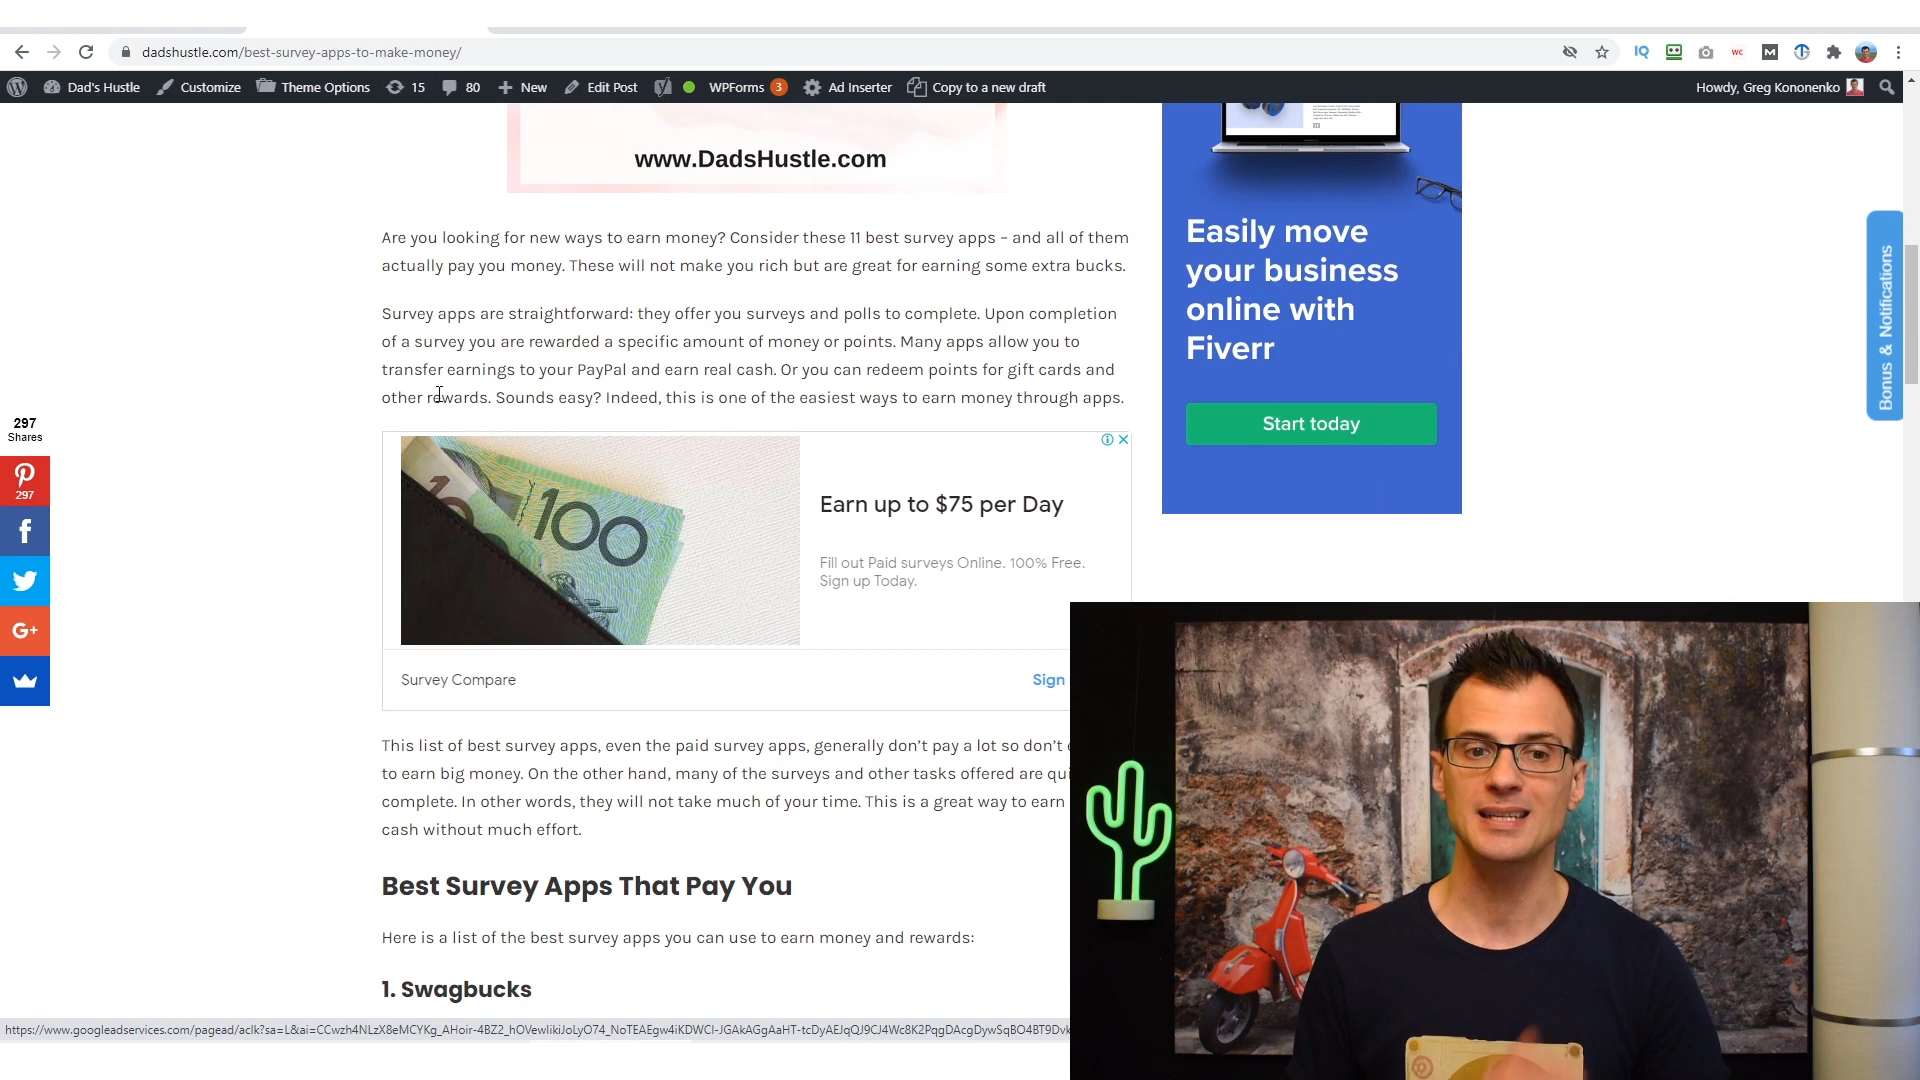 dadshustle.com/best-survey-apps-to-make-money/
Dad's Hustle Customize Theme Options 15 80 New Edit Post WPForms 3 Ad Inserter Copy to a new draft Howdy, Greg Kononenko
www.DadsHustle.com
Are you looking for new ways to earn money? Consider these 11 best survey apps – and all of them
actually pay you money. These will not make you rich but are great for earning some extra bucks.
Survey apps are straightforward: they offer you surveys and polls to complete. Upon completion
of a survey you are rewarded a specific amount of money or points. Many apps allow you to
transfer earnings to your PayPal and earn real cash. Or you can redeem points for gift cards and
other rewards. Sounds easy? Indeed, this is one of the easiest ways to earn money through apps.
100
Earn up to $75 per Day
Fill out Paid surveys Online. 100% Free.
Sign up Today.
Survey Compare Sign
This list of best survey apps, even the paid survey apps, generally don't pay a lot so don't
to earn big money. On the other hand, many of the surveys and other tasks offered are
complete. In other words, they will not take much of your time. This is a great way to earn
cash without much effort.
Best Survey Apps That Pay You
Here is a list of the best survey apps you can use to earn money and rewards:
1. Swagbucks
Easily move
your business
online with
Fiverr
Start today
Bonus & Notifications
297
Shares
297
G+